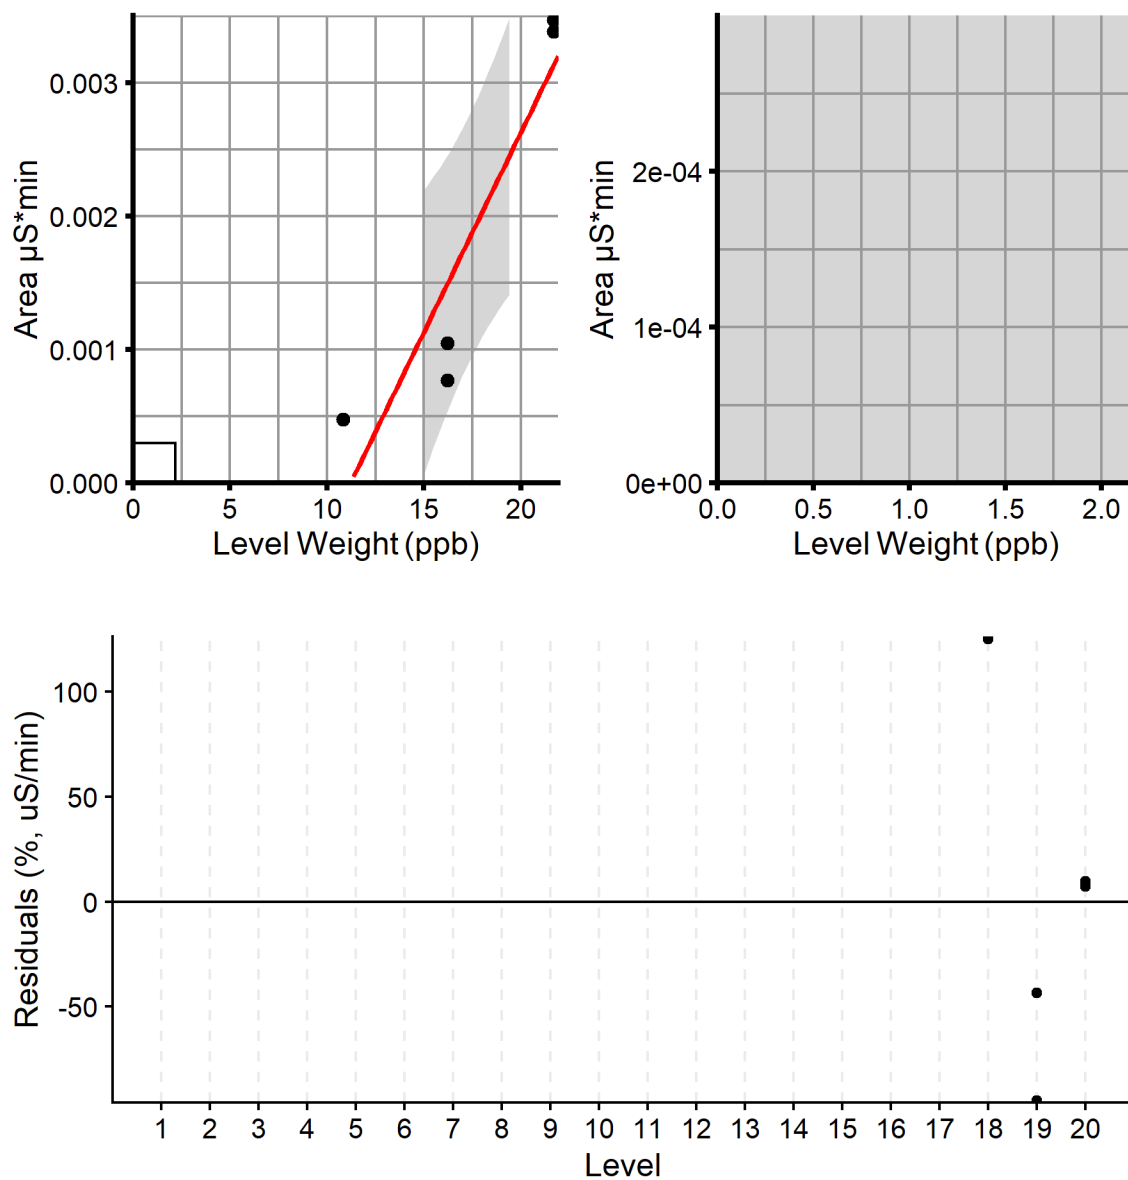 Area µS*min
0.003
0.002
0.001
0.000
0 5 10 15 20
Level Weight (ppb)
Area µS*min
2e-04
1e-04
0e+00
0.0 0.5 1.0 1.5 2.0
Level Weight (ppb)
Residuals (%, uS/min)
100
50
0
-50
1 2 3 4 5 6 7 8 9 10 11 12 13 14 15 16 17 18 19 20
Level